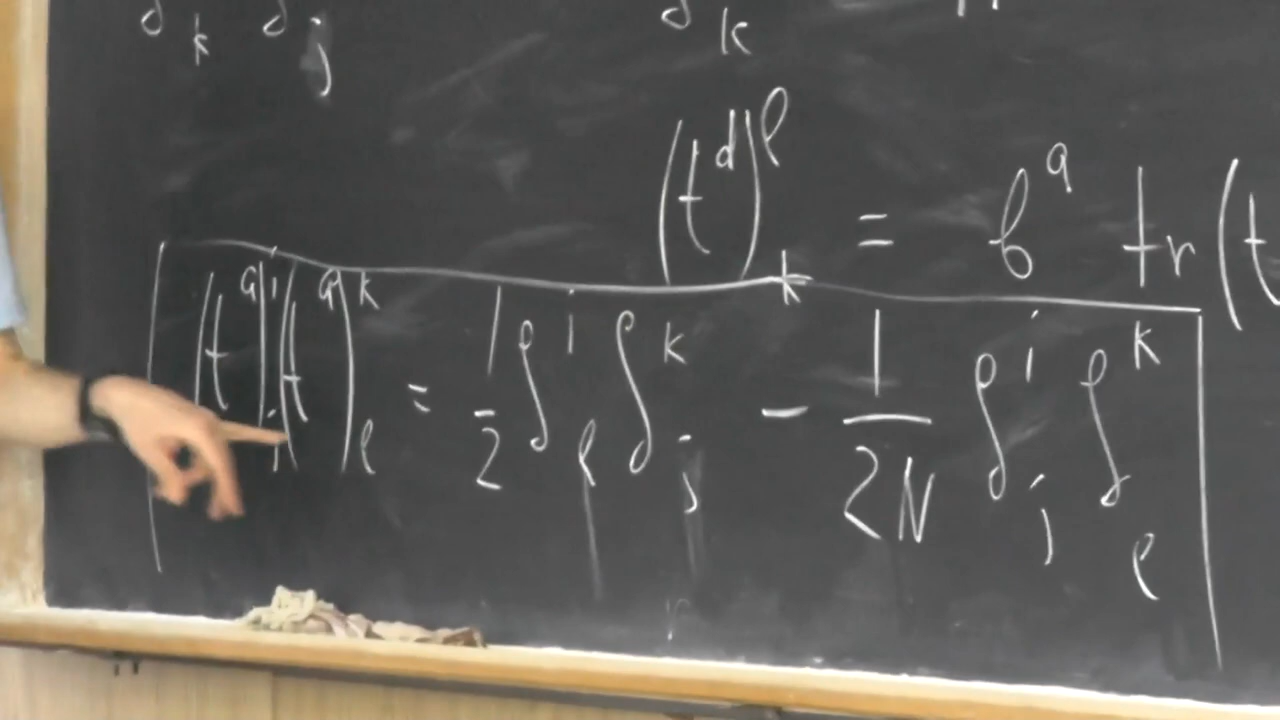 δ_k δ_j δ_k
(t^d)^ℓ_k = b^a tr(t
(t^a)^i_j (t^a)^k_ℓ = 1/2 δ^i_ℓ δ^k_j - 1/2N δ^i_j δ^k_ℓ